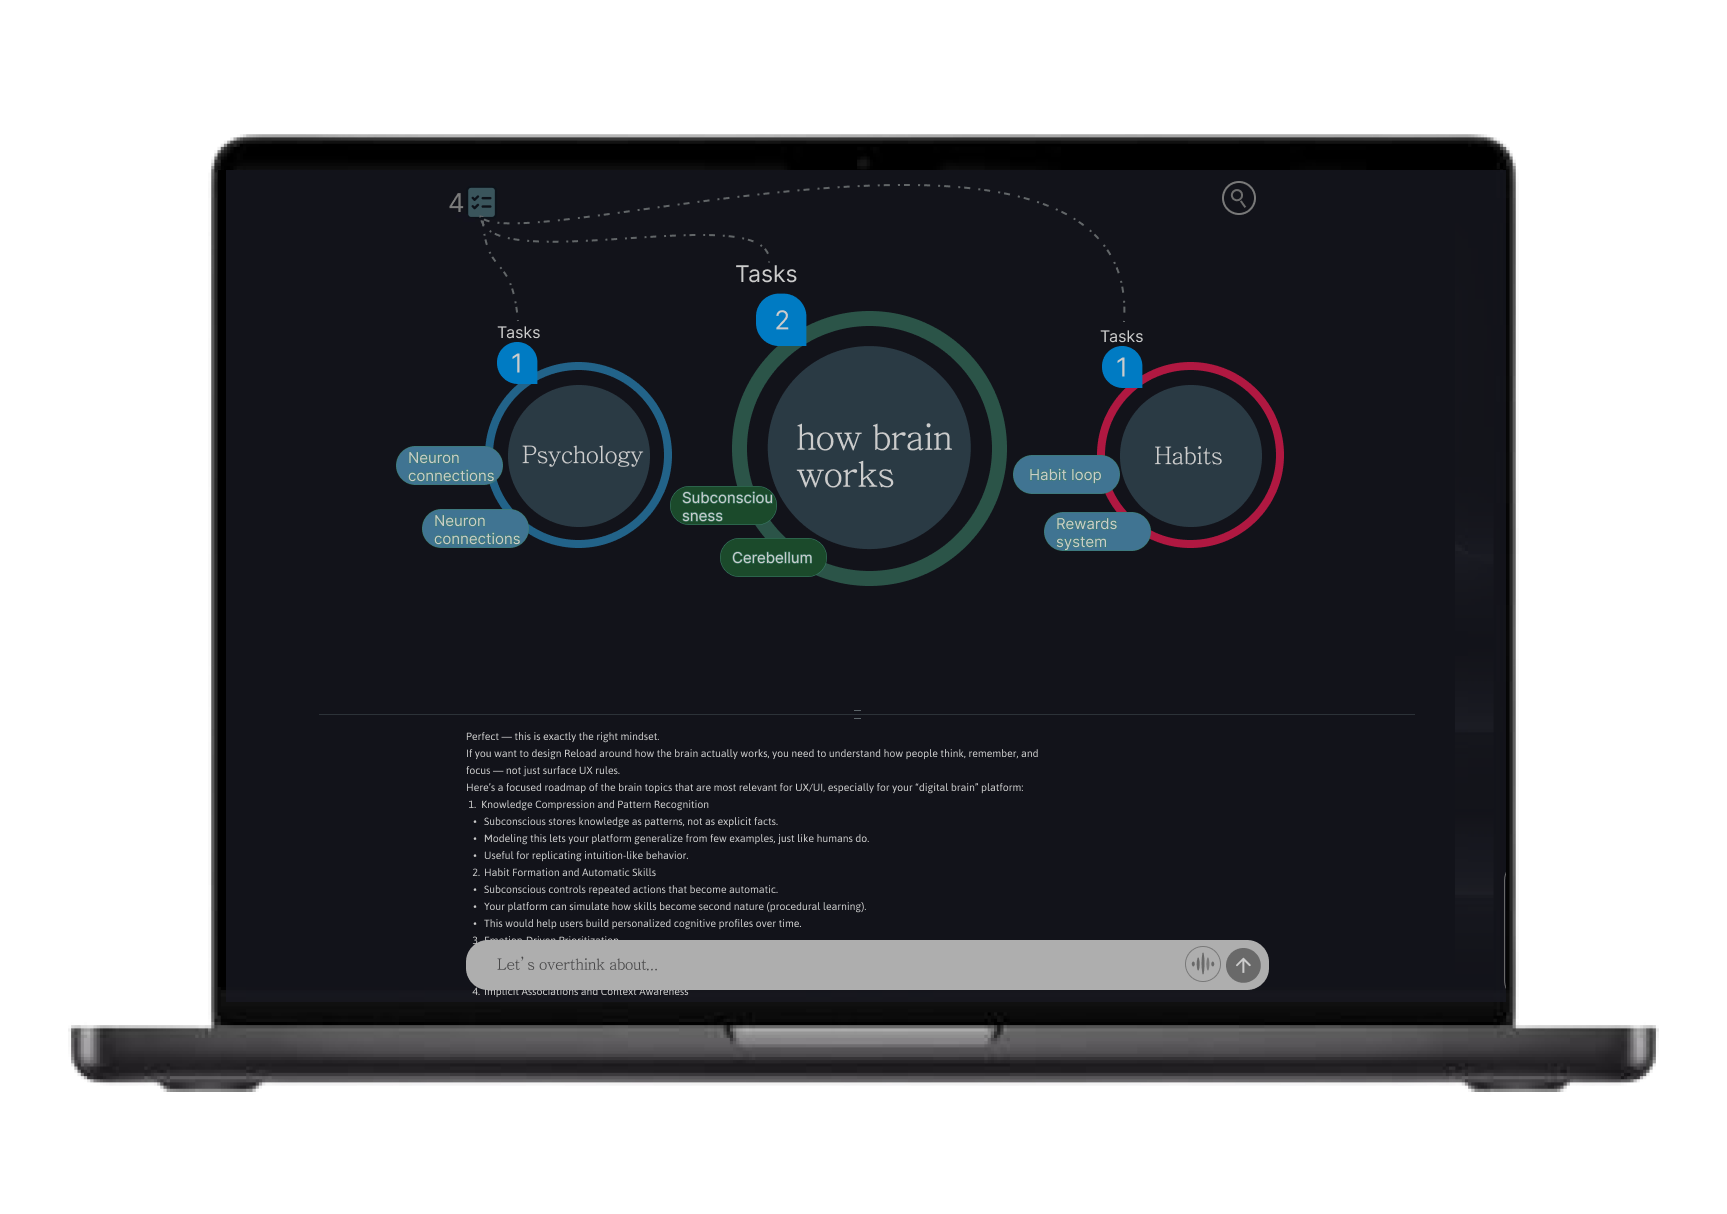 4
Tasks
2
Tasks
1
Tasks
1
Psychology
Neuron
connections
Neuron
connections
how brain
works
Subconsciou
sness
Cerebellum
Habits
Habit loop
Rewards
system
Perfect — this is exactly the right mindset.
If you want to design Reload around how the brain actually works, you need to understand how people think, remember, and
focus — not just surface UX rules.
Here's a focused roadmap of the brain topics that are most relevant for UX/UI, especially for your “digital brain” platform:
1. Knowledge Compression and Pattern Recognition
• Subconscious stores knowledge as patterns, not as explicit facts.
• Modeling this lets your platform generalize from few examples, just like humans do.
• Useful for replicating intuition-like behavior.
2. Habit Formation and Automatic Skills
• Subconscious controls repeated actions that become automatic.
• Your platform can simulate how skills become second nature (procedural learning).
• This would help users build personalized cognitive profiles over time.
3. Emotion-Driven Prioritization
Let's overthink about...
4. Implicit Associations and Context Awareness